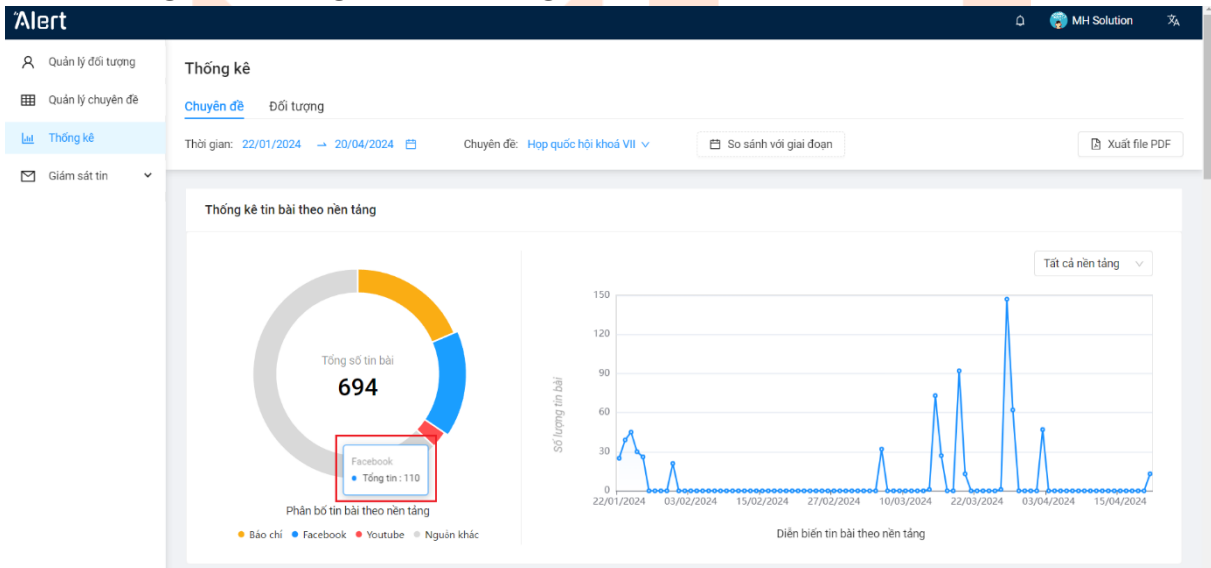 'Alert
MH Solution
Quản lý đối tượng
Quản lý chuyên đề
Thống kê
Giám sát tin
Thống kê
Chuyên đề Đối tượng
Thời gian: 22/01/2024 → 20/04/2024 Chuyên đề: Họp quốc hội khoá VII So sánh với giai đoạn Xuất file PDF
Thống kê tin bài theo nền tảng
Tổng số tin bài
694
Facebook
Tổng tin : 110
Phân bố tin bài theo nền tảng
Báo chí Facebook Youtube Nguồn khác
Tất cả nền tảng
Số lượng tin bài
150
120
90
60
30
0
22/01/2024 03/02/2024 15/02/2024 27/02/2024 10/03/2024 22/03/2024 03/04/2024 15/04/2024
Diễn biến tin bài theo nền tảng